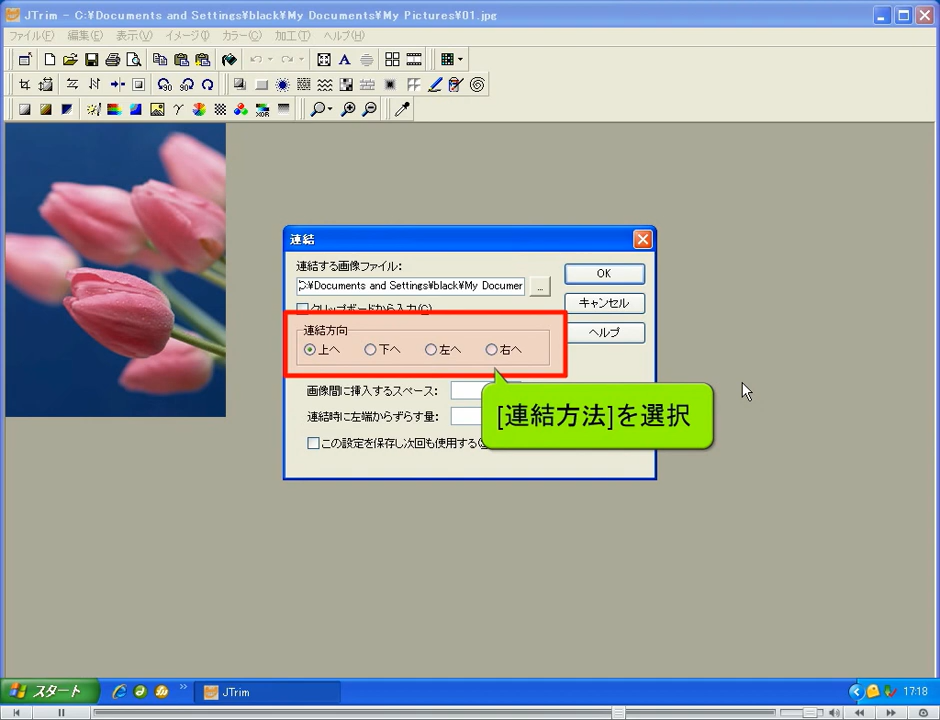 JTrim - C:¥Documents and Settings¥black¥My Documents¥My Pictures¥01.jpg
ファイル(F) 編集(E) 表示(V) イメージ(I) カラー(C) 加工(T) ヘルプ(H)
連結
連結する画像ファイル:
C:¥Documents and Settings¥black¥My Documer
...
OK
クリップボードから入力(C)
キャンセル
連結方向
ヘルプ
上へ 下へ 左へ 右へ
画像間に挿入するスペース:
[連結方法]を選択
連結時に左端からずらす量:
この設定を保存し次回も使用する
スタート
JTrim
17:18